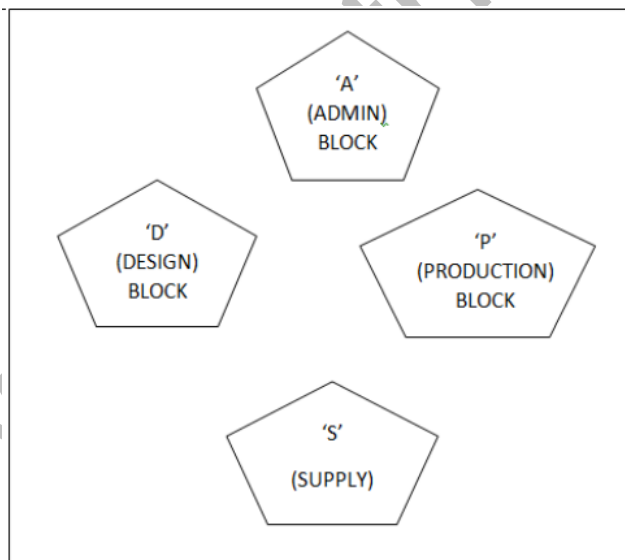 ‘A’
(ADMIN)
BLOCK
‘D’
(DESIGN)
BLOCK
‘P’
(PRODUCTION)
BLOCK
‘S’
(SUPPLY)